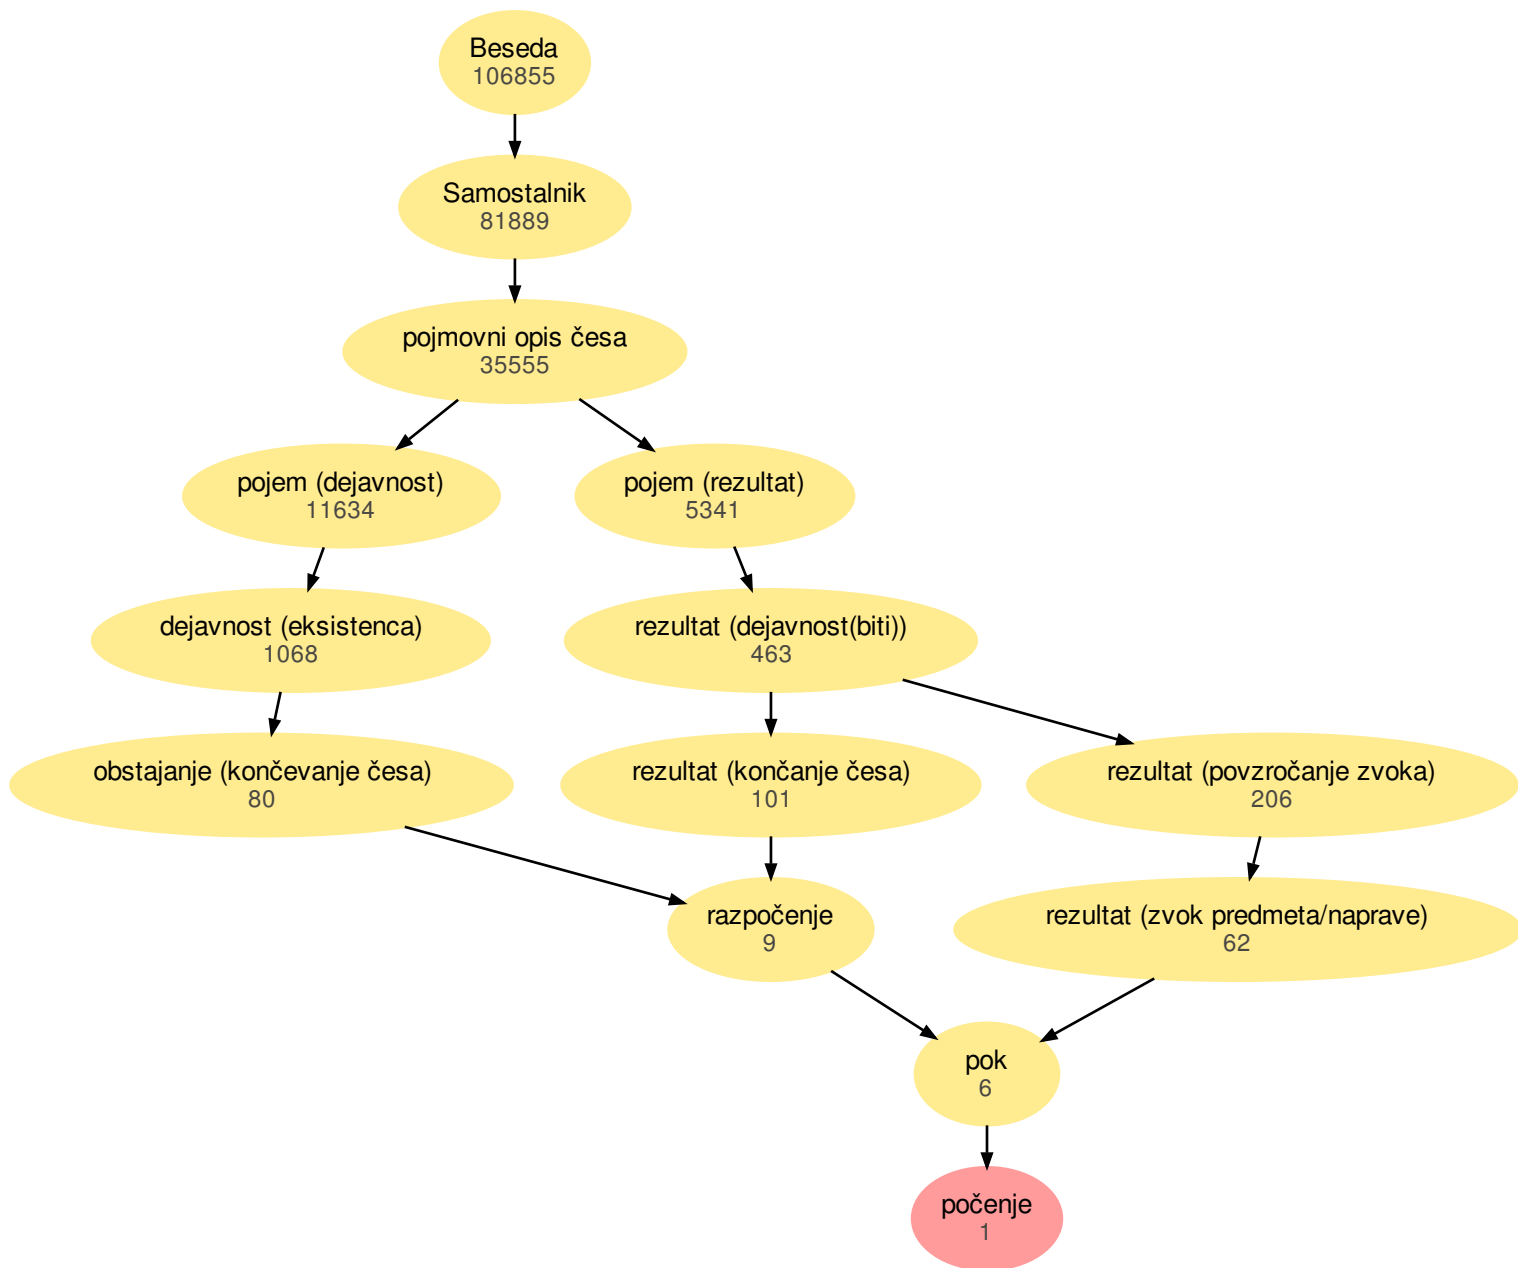 Beseda
106855
Samostalnik
81889
pojmovni opis česa
35555
pojem (dejavnost)
11634
pojem (rezultat)
5341
dejavnost (eksistenca)
1068
rezultat (dejavnost(biti))
463
obstajanje (končevanje česa)
80
rezultat (končanje česa)
101
rezultat (povzročanje zvoka)
206
razpočenje
9
rezultat (zvok predmeta/naprave)
62
pok
6
počenje
1